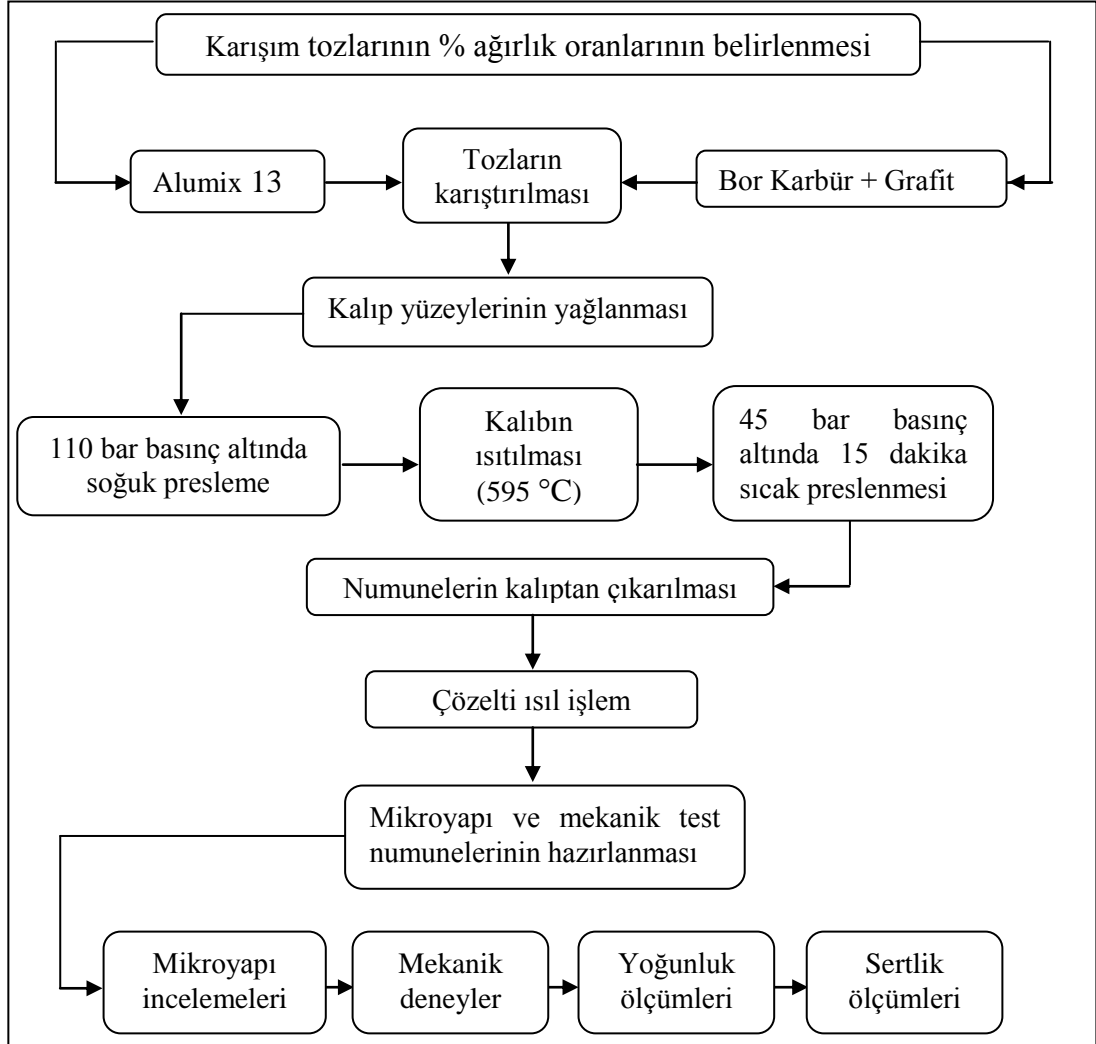 Karışım tozlarının % ağırlık oranlarının belirlenmesi
Alumix 13
Tozların
karıştırılması
Bor Karbür + Grafit
Kalıp yüzeylerinin yağlanması
110 bar basınç altında
soğuk presleme
Kalıbın
ısıtılması
(595 °C)
45 bar basınç
altında 15 dakika
sıcak preslenmesi
Numunelerin kalıptan çıkarılması
Çözelti ısıl işlem
Mikroyapı ve mekanik test
numunelerinin hazırlanması
Mikroyapı
incelemeleri
Mekanik
deneyler
Yoğunluk
ölçümleri
Sertlik
ölçümleri